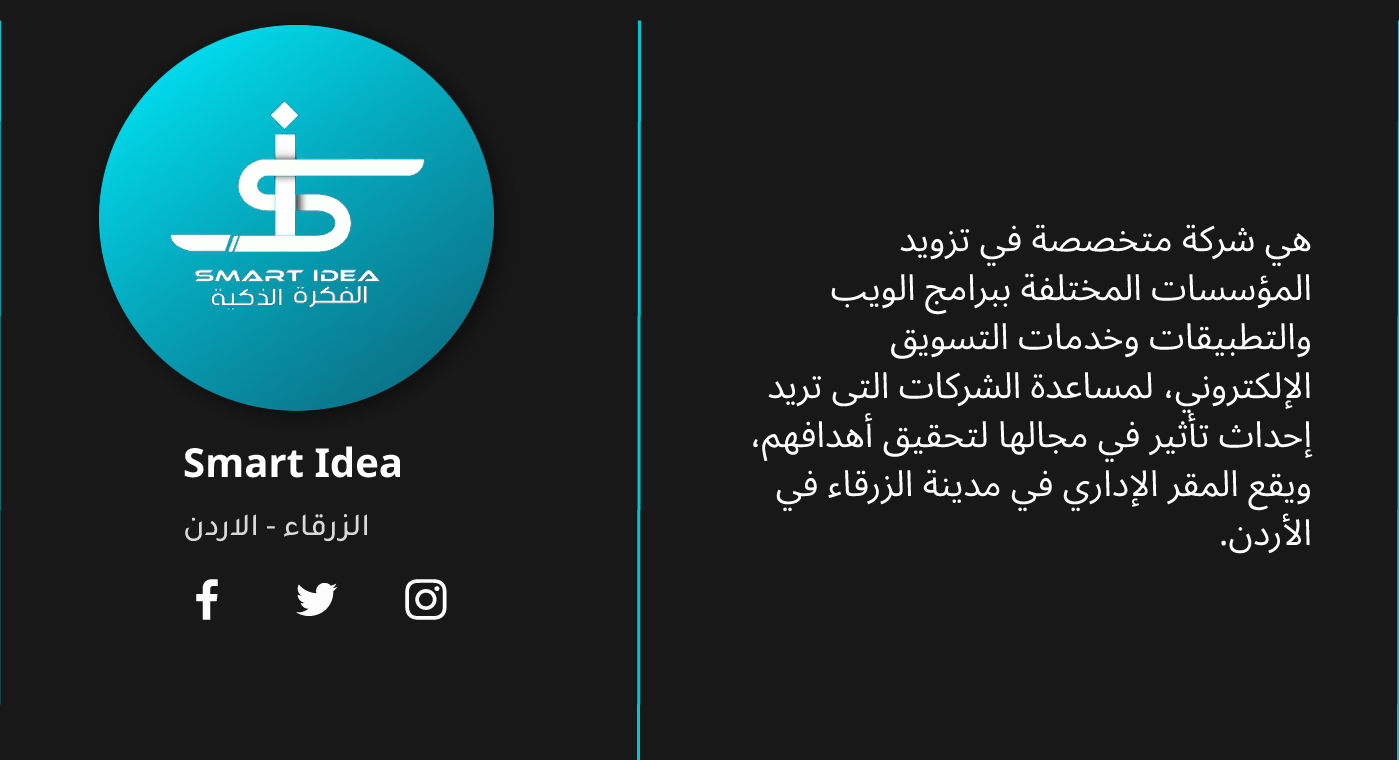 SMART IDEA
الفكرة الذكية
Smart Idea
الزرقاء - الاردن
هي شركة متخصصة في تزويد
المؤسسات المختلفة ببرامج الويب
والتطبيقات وخدمات التسويق
الإلكتروني، لمساعدة الشركات التى تريد
إحداث تأثير في مجالها لتحقيق أهدافهم،
ويقع المقر الإداري في مدينة الزرقاء في
الأردن.